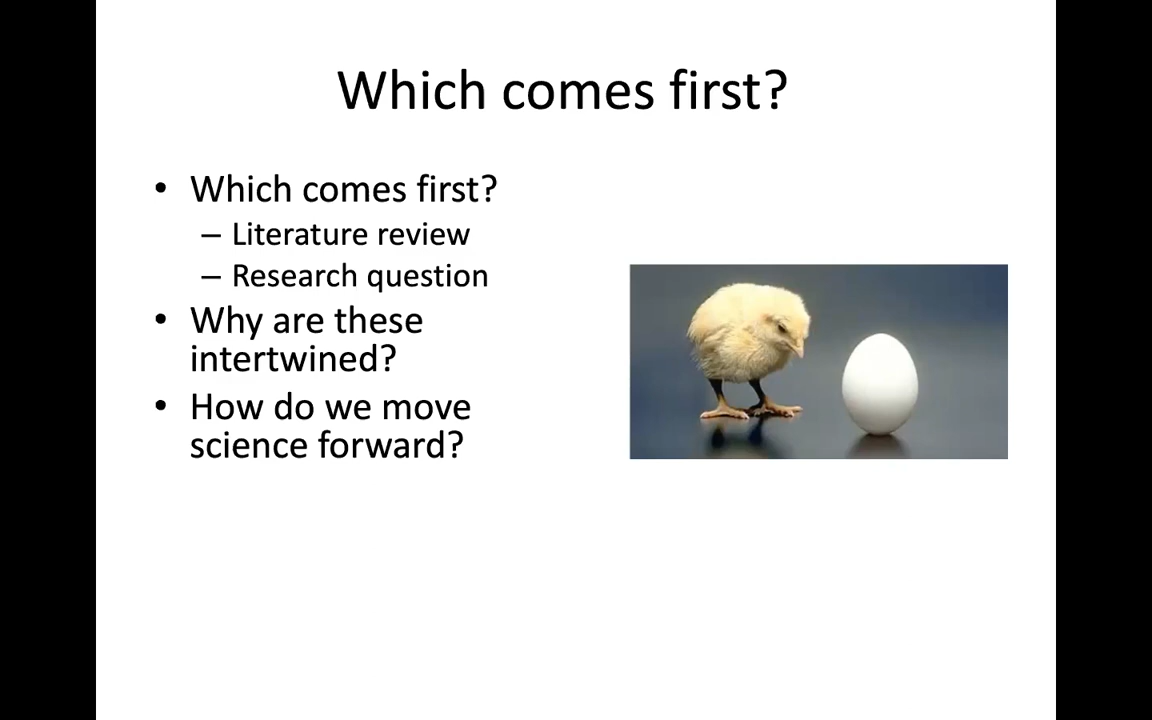 Which comes first?
• Which comes first?
– Literature review
– Research question
• Why are these
intertwined?
• How do we move
science forward?